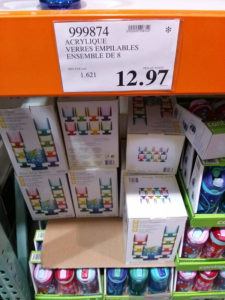 999874
ACRYLIQUE
VERRES EMPILABLES
ENSEMBLE DE 8
1.621
12.97